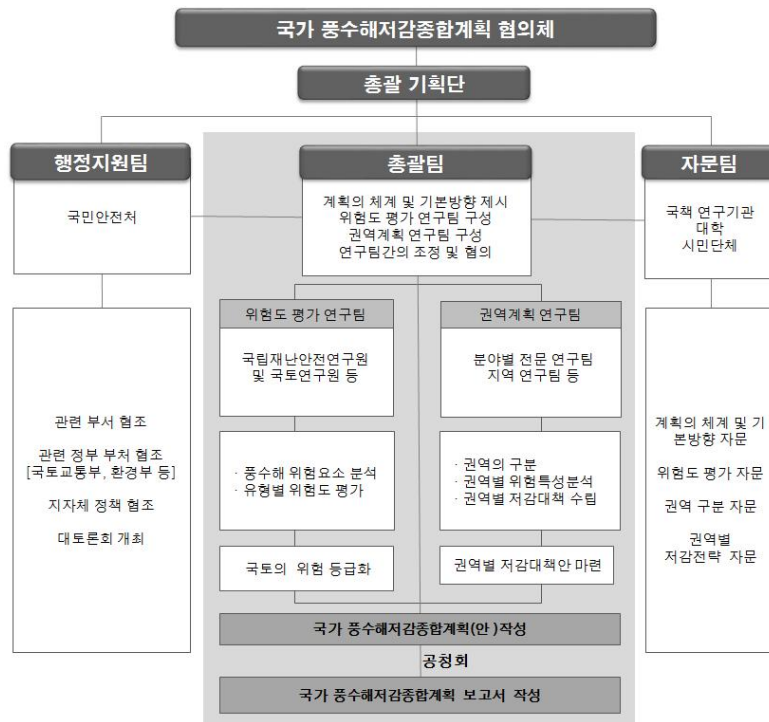 국가 풍수해저감종합계획 협의체
총괄 기획단
행정지원팀
국민안전처
관련 부서 협조
관련 정부 부처 협조
[국토교통부, 환경부 등]
지자체 정책 협조
대토론회 개최
총괄팀
계획의 체계 및 기본방향 제시
위험도 평가 연구팀 구성
권역계획 연구팀 구성
연구팀간의 조정 및 협의
위험도 평가 연구팀
국립재난안전연구원
및 국토연구원 등
· 풍수해 위험요소 분석
· 유형별 위험도 평가
국토의 위험 등급화
권역계획 연구팀
분야별 전문 연구팀
지역 연구팀 등
· 권역의 구분
· 권역별 위험특성분석
· 권역별 저감대책 수립
권역별 저감대책안 마련
국가 풍수해저감종합계획(안 )작성
공청회
국가 풍수해저감종합계획 보고서 작성
자문팀
국책 연구기관
대학
시민단체
계획의 체계 및 기
본방향 자문
위험도 평가 자문
권역 구분 자문
권역별
저감전략 자문